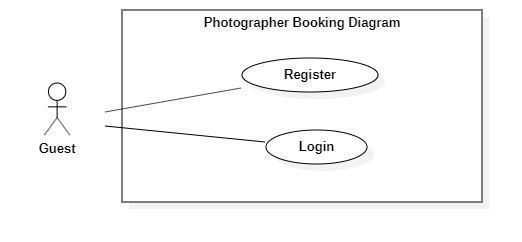 Photographer Booking Diagram
Register
Guest
Login